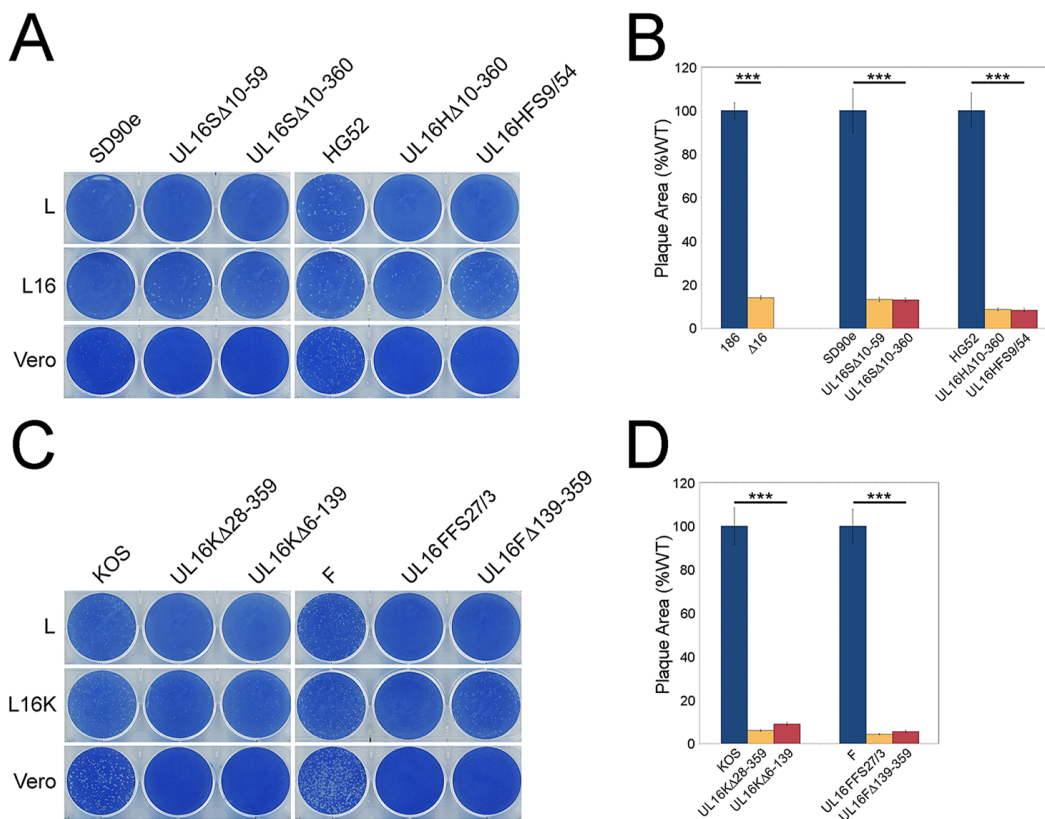 A
SD90e
UL16SΔ10-59
UL16SΔ10-360
HG52
UL16HΔ10-360
UL16HFS9/54
L
L16
Vero
B
Plaque Area (%WT)
120
100
80
60
40
20
0
***
***
***
186
Δ16
SD90e
UL16SΔ10-59
UL16SΔ10-360
HG52
UL16HΔ10-360
UL16HFS9/54
C
KOS
UL16KΔ28-359
UL16KΔ6-139
F
UL16FFS27/3
UL16FΔ139-359
L
L16K
Vero
D
Plaque Area (%WT)
120
100
80
60
40
20
0
***
***
KOS
UL16KΔ28-359
UL16KΔ6-139
F
UL16FFS27/3
UL16FΔ139-359